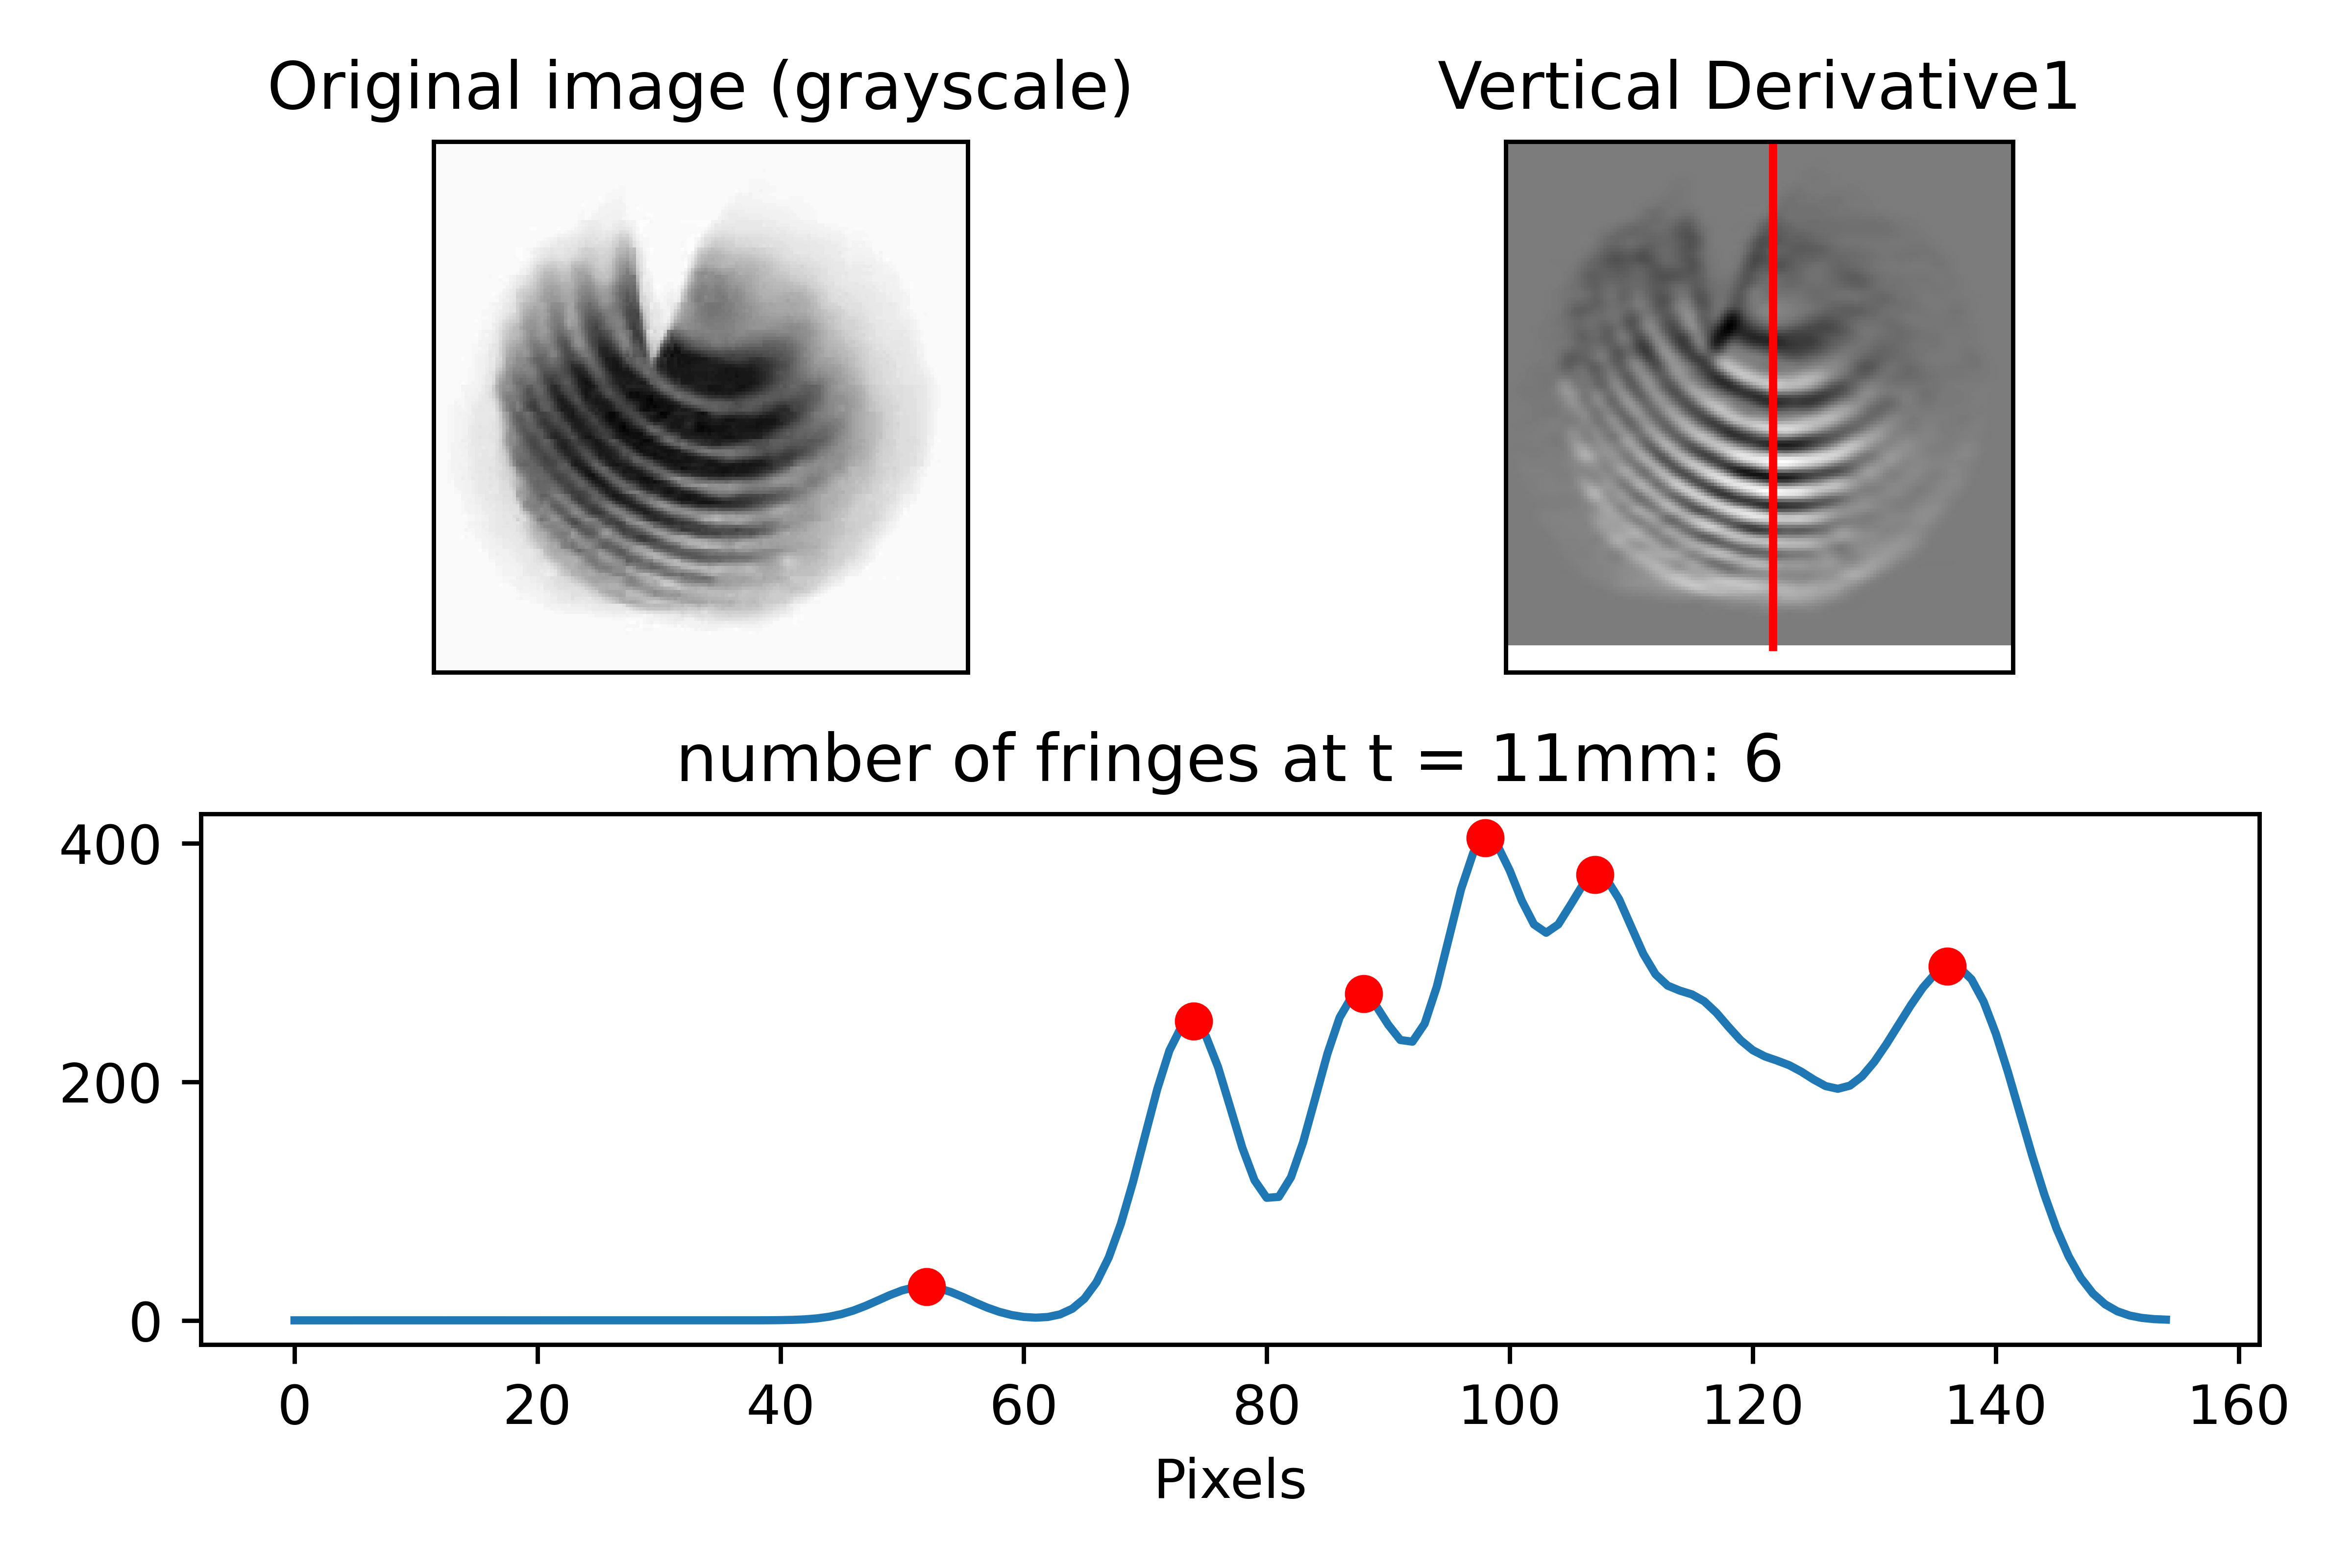 Original image (grayscale)
Vertical Derivative1
number of fringes at t = 11mm: 6
400
200
0
0 20 40 60 80 100 120 140 160
Pixels